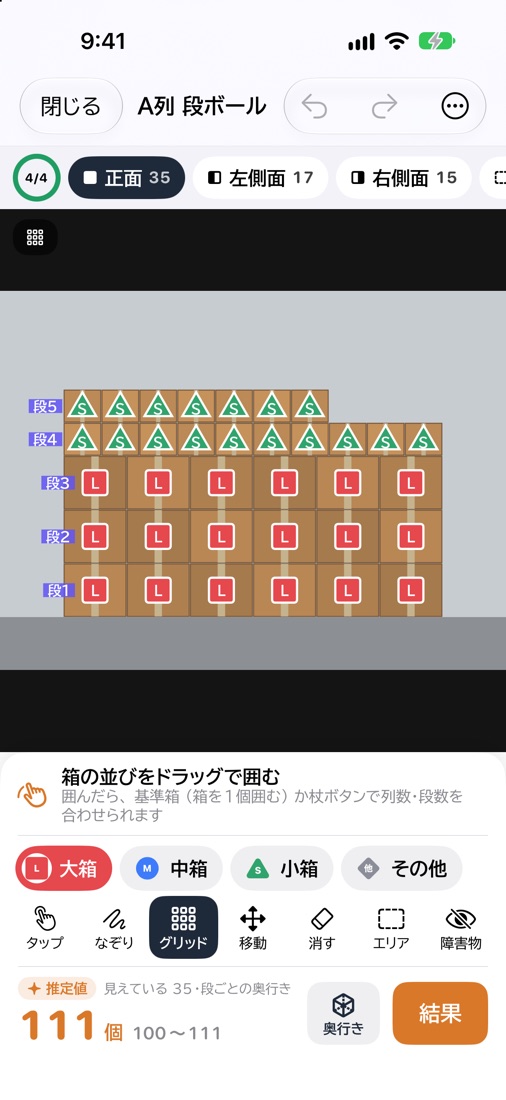 9:41
閉じる
A列 段ボール
4/4
正面 35
左側面 17
右側面 15
段5 S S S S S S S
段4 S S S S S S S S S S
段3 L L L L L L
段2 L L L L L L
段1 L L L L L L
箱の並びをドラッグで囲む
囲んだら、基準箱（箱を1個囲む）か杖ボタンで列数・段数を
合わせられます
L 大箱
M 中箱
S 小箱
他 その他
タップ
なぞり
グリッド
移動
消す
エリア
障害物
推定値 見えている 35・段ごとの奥行き
111個 100〜111
奥行き
結果